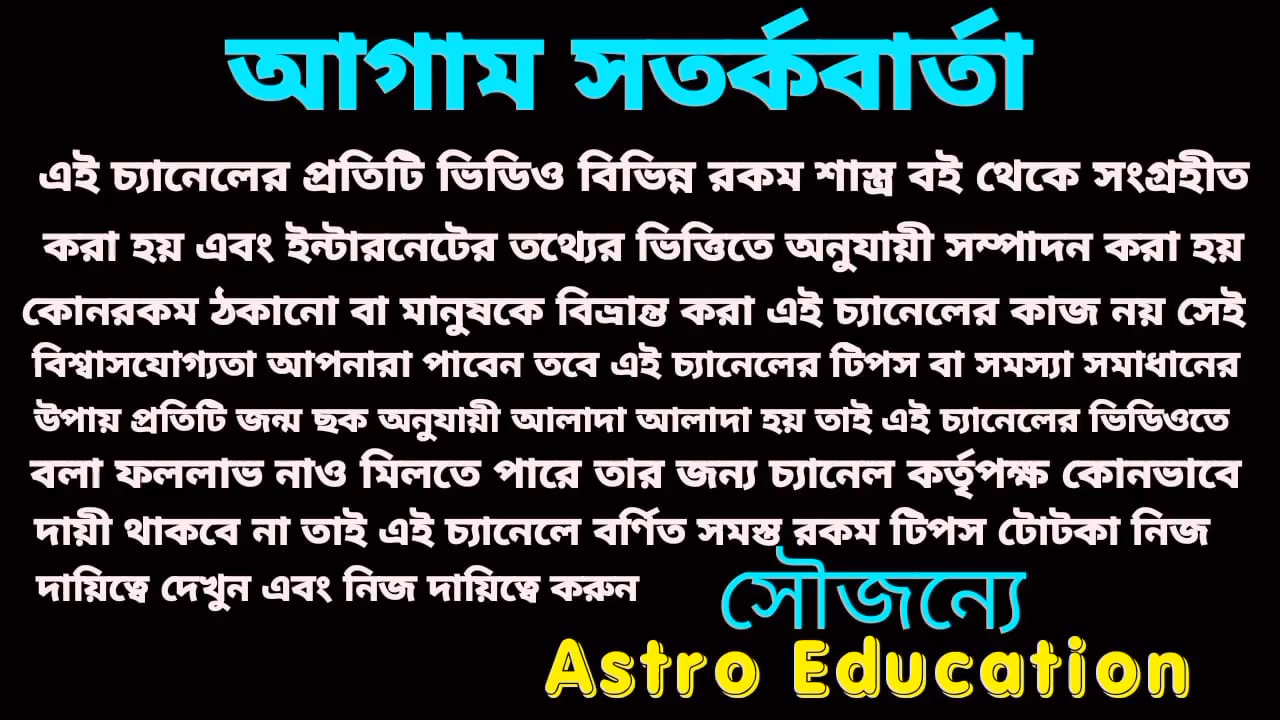 আগাম সতর্কবার্তা
এই চ্যানেলের প্রতিটি ভিডিও বিভিন্ন রকম শাস্ত্র বই থেকে সংগ্রহীত
করা হয় এবং ইন্টারনেটের তথ্যের ভিত্তিতে অনুযায়ী সম্পাদন করা হয়
কোনরকম ঠকানো বা মানুষকে বিভ্রান্ত করা এই চ্যানেলের কাজ নয় সেই
বিশ্বাসযোগ্যতা আপনারা পাবেন তবে এই চ্যানেলের টিপস বা সমস্যা সমাধানের
উপায় প্রতিটি জন্ম ছক অনুযায়ী আলাদা আলাদা হয় তাই এই চ্যানেলের ভিডিওতে
বলা ফললাভ নাও মিলতে পারে তার জন্য চ্যানেল কর্তৃপক্ষ কোনভাবে
দায়ী থাকবে না তাই এই চ্যানেলে বর্ণিত সমস্ত রকম টিপস টোটকা নিজ
দায়িত্বে দেখুন এবং নিজ দায়িত্বে করুন
সৌজন্যে
Astro Education